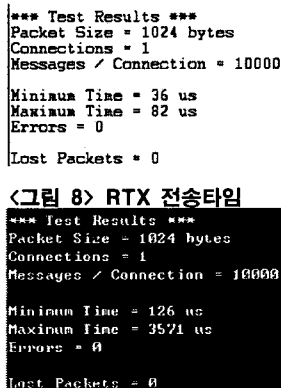 *** Test Results ***
Packet Size = 1024 bytes
Connections = 1
Messages / Connection = 10000
Minimum Time = 36 us
Maximum Time = 82 us
Errors = 0
Lost Packets = 0
<그림 8> RTX 전송타임
*** Test Results ***
Packet Size = 1024 bytes
Connections = 1
Messages / Connection = 10000
Minimum Time = 126 us
Maximum Time = 3571 us
Errors = 0
Lost Packets = 0